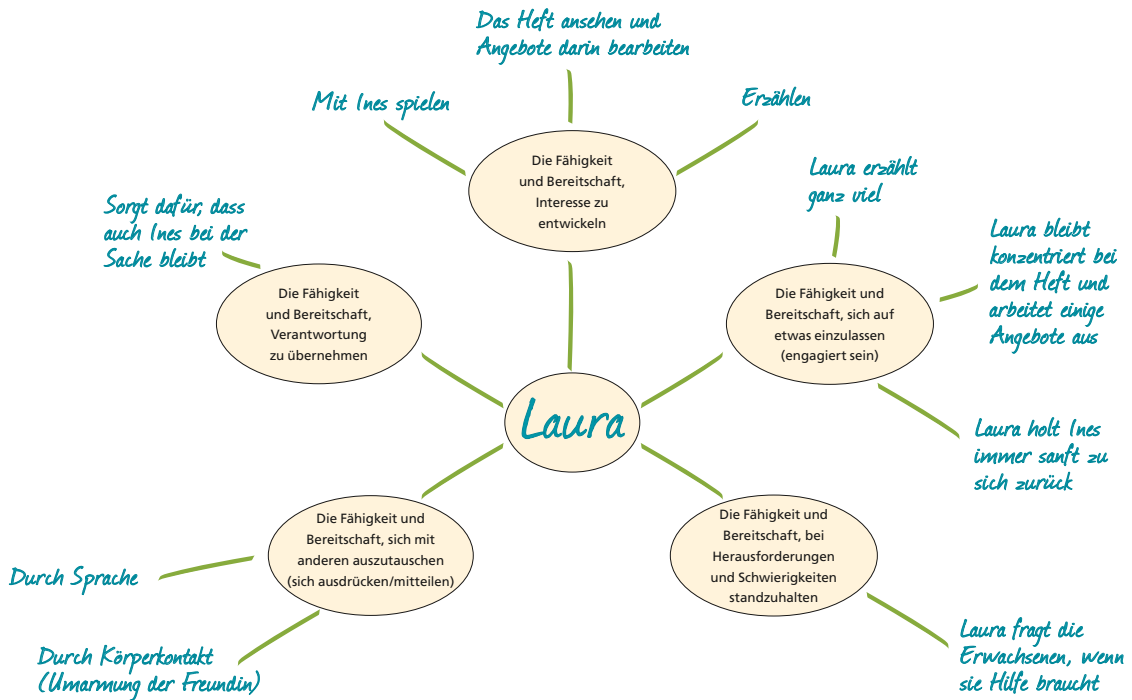 Das Heft ansehen und
Angebote darin bearbeiten
Mit Ines spielen
Erzählen
Die Fähigkeit
und Bereitschaft,
Interesse zu
entwickeln
Laura erzählt
ganz viel
Laura bleibt
konzentriert bei
dem Heft und
arbeitet einige
Angebote aus
Laura holt Ines
immer sanft zu
sich zurück
Die Fähigkeit und
Bereitschaft, sich auf
etwas einzulassen
(engagiert sein)
Sorgt dafür, dass
auch Ines bei der
Sache bleibt
Die Fähigkeit
und Bereitschaft,
Verantwortung
zu übernehmen
Laura
Die Fähigkeit und
Bereitschaft, sich mit
anderen auszutauschen
(sich ausdrücken/mitteilen)
Durch Sprache
Durch Körperkontakt
(Umarmung der Freundin)
Die Fähigkeit und
Bereitschaft, bei
Herausforderungen
und Schwierigkeiten
standzuhalten
Laura fragt die
Erwachsenen, wenn
sie Hilfe braucht